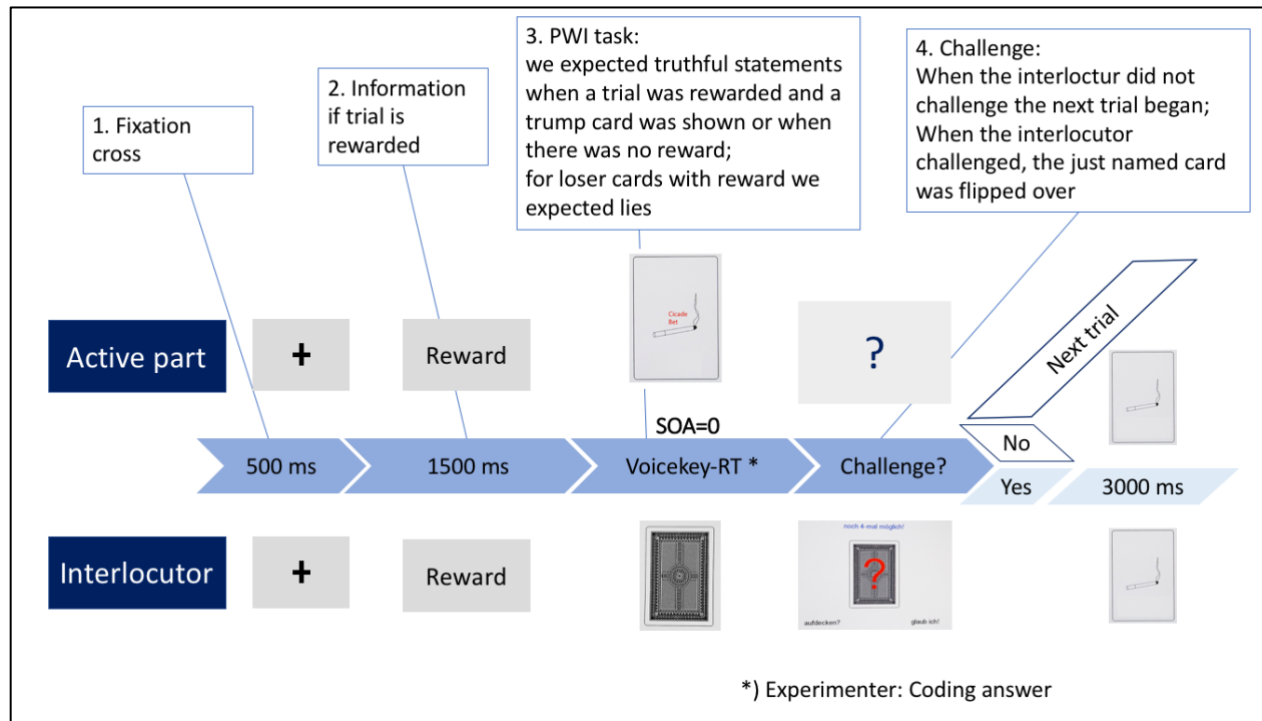 1. Fixation
cross
2. Information
if trial is
rewarded
3. PWI task:
we expected truthful statements
when a trial was rewarded and a
trump card was shown or when
there was no reward;
for loser cards with reward we
expected lies
4. Challenge:
When the interloctur did not
challenge the next trial began;
When the interlocutor
challenged, the just named card
was flipped over
Active part
+
Reward
Cicade
Bet
?
Next trial
SOA=0
500 ms
1500 ms
Voicekey-RT *
Challenge?
No
Yes
3000 ms
Interlocutor
+
Reward
noch 4-mal möglich!
?
aufdecken?
glaub ich!
*) Experimenter: Coding answer